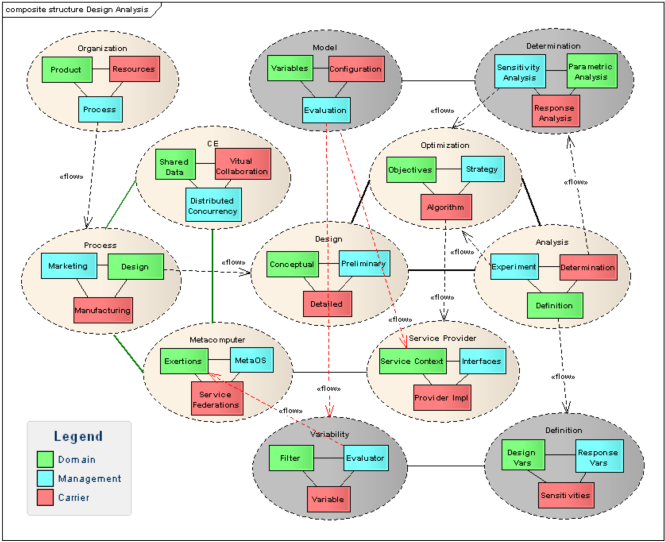 composite structure Design Analysis
Organization
Product
Resources
Process
Model
Variables
Configuration
Evaluation
Determination
Sensitivity
Analysis
Parametric
Analysis
Response
Analysis
«flow»
CE
Shared
Data
Vitual
Collaboration
Distributed
Concurrency
Optimization
Objectives
Strategy
Algorithm
«flow»
«flow»
Process
Marketing
Design
Manufacturing
Design
Conceptual
Preliminary
Detailed
«flow»
Analysis
Experiment
Determination
Definition
«flow»
«flow»
Metacomputer
Exertions
MetaOS
Service
Federations
Service Provider
Service Context
Interfaces
Provider Impl
«flow»
«flow»
«flow»
«flow»
Variability
Filter
Evaluator
Variable
Definition
Design
Vars
Response
Vars
Sensitivities
Legend
Domain
Management
Carrier